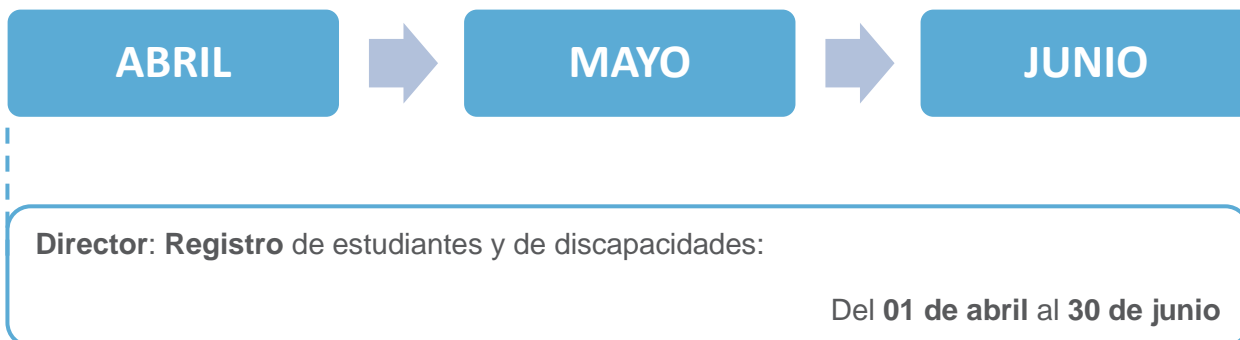 ABRIL
MAYO
JUNIO
Director: Registro de estudiantes y de discapacidades:
Del 01 de abril al 30 de junio